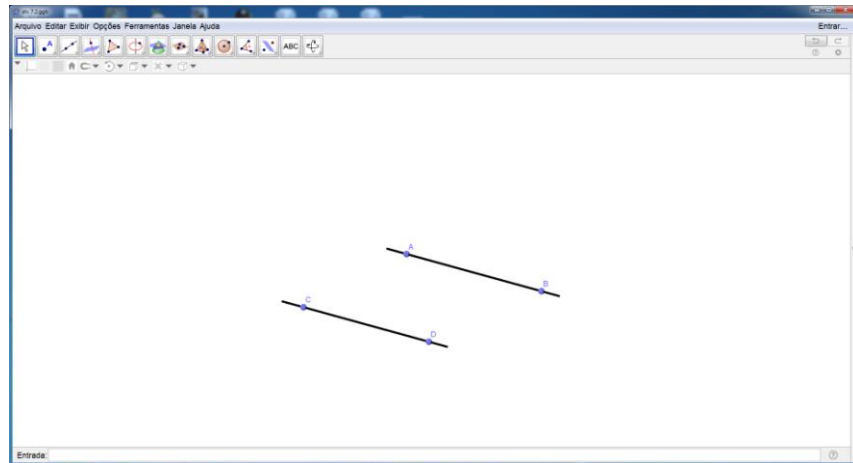 Arquivo Editar Exibir Opções Ferramentas Janela Ajuda
Entrar...
ABC
A
B
C
D
Entrada: